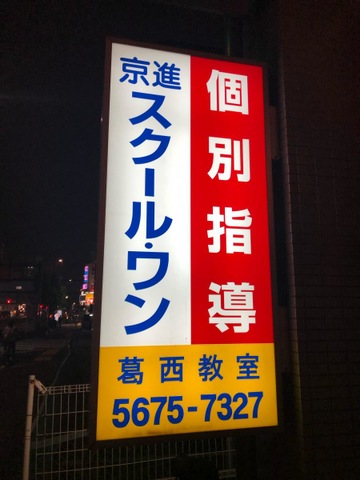 個別指導
京進
スクール・ワン
葛西教室
5675-7327